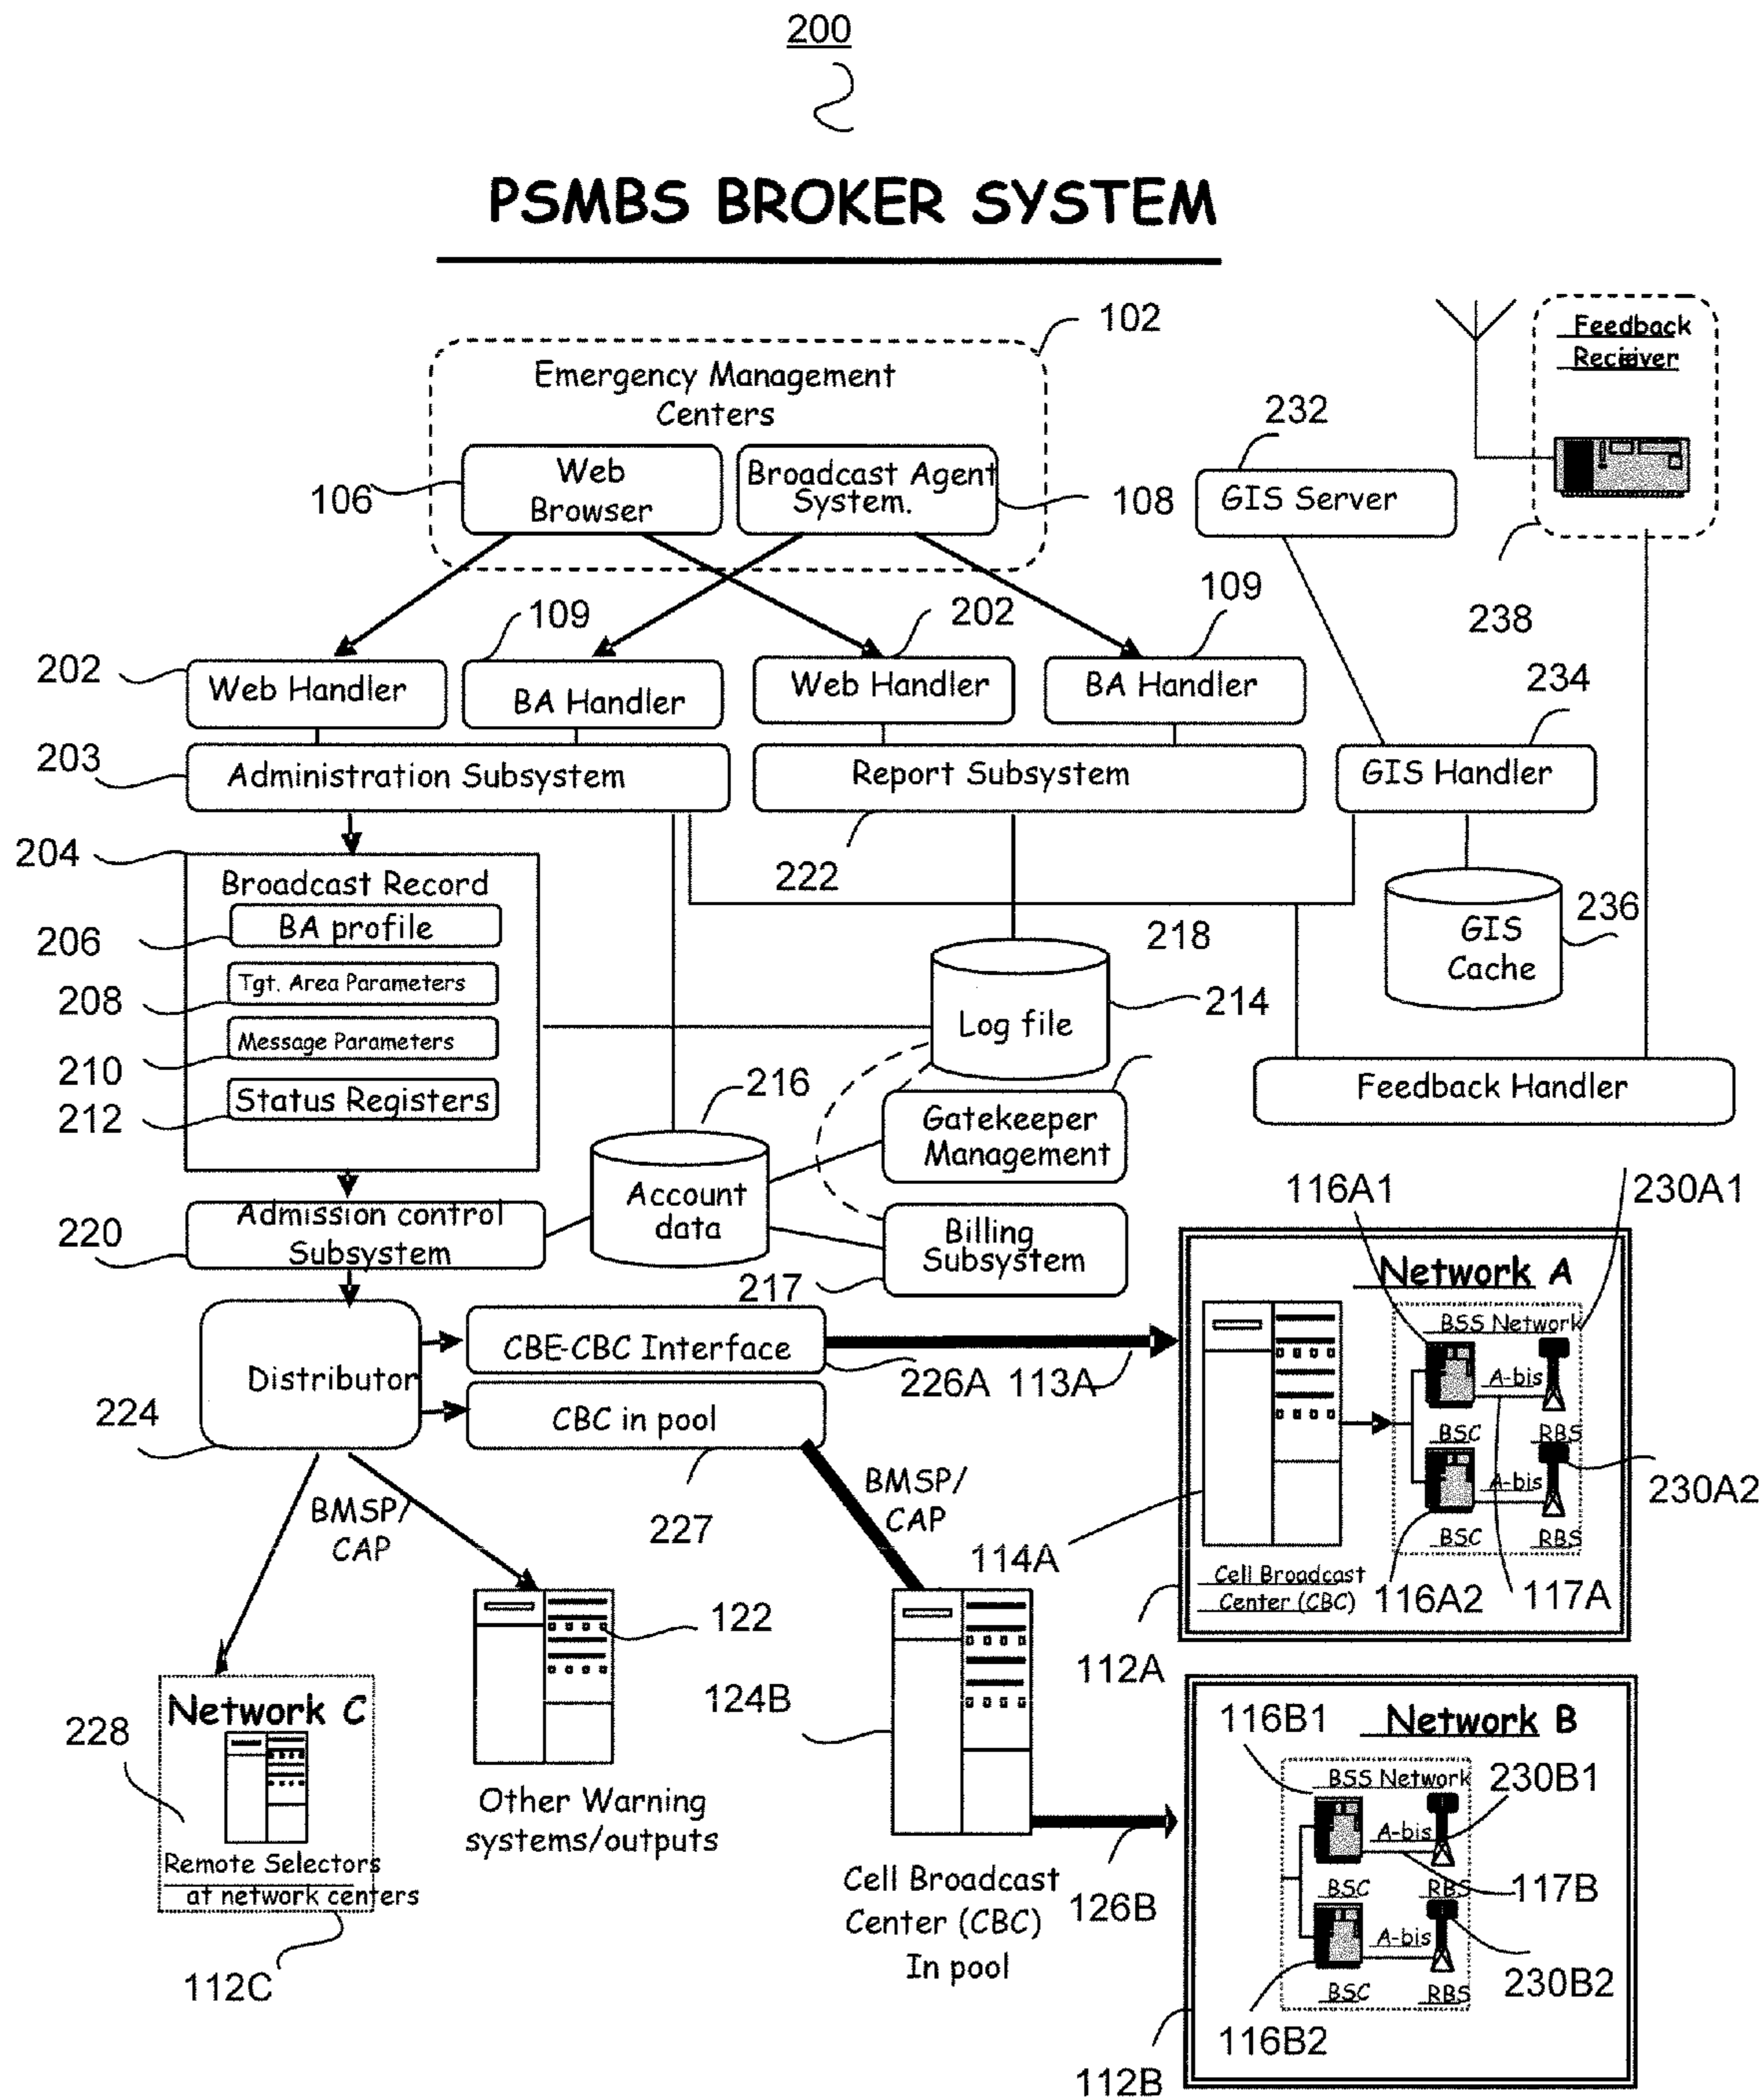 200
PSMBS BROKER SYSTEM
102
Emergency Management
Centers
Web
Browser
Broadcast Agent
System.
106
108
232
GIS Server
Feedback
Receiver
238
109
202
109
202
Web Handler
BA Handler
Web Handler
BA Handler
234
203
Administration Subsystem
Report Subsystem
GIS Handler
204
222
Broadcast Record
BA profile
206
Tgt. Area Parameters
208
Message Parameters
210
Status Registers
212
218
Log file
214
GIS
Cache
236
Feedback Handler
216
Account
data
Gatekeeper
Management
Billing
Subsystem
217
220
Admission control
Subsystem
Distributor
224
CBE-CBC Interface
226A
113A
CBC in pool
227
BMSP/
CAP
BMSP/
CAP
116A1
230A1
Network A
BSS Network
A-bis
BSC
RBS
A-bis
BSC
RBS
230A2
114A
Cell Broadcast
Center (CBC)
116A2
117A
112A
122
Other Warning
systems/outputs
Network C
228
Remote Selectors
at network centers
112C
124B
Cell Broadcast
Center (CBC)
In pool
126B
116B1
Network B
BSS Network
230B1
A-bis
BSC
RBS
117B
A-bis
BSC
RBS
230B2
116B2
112B